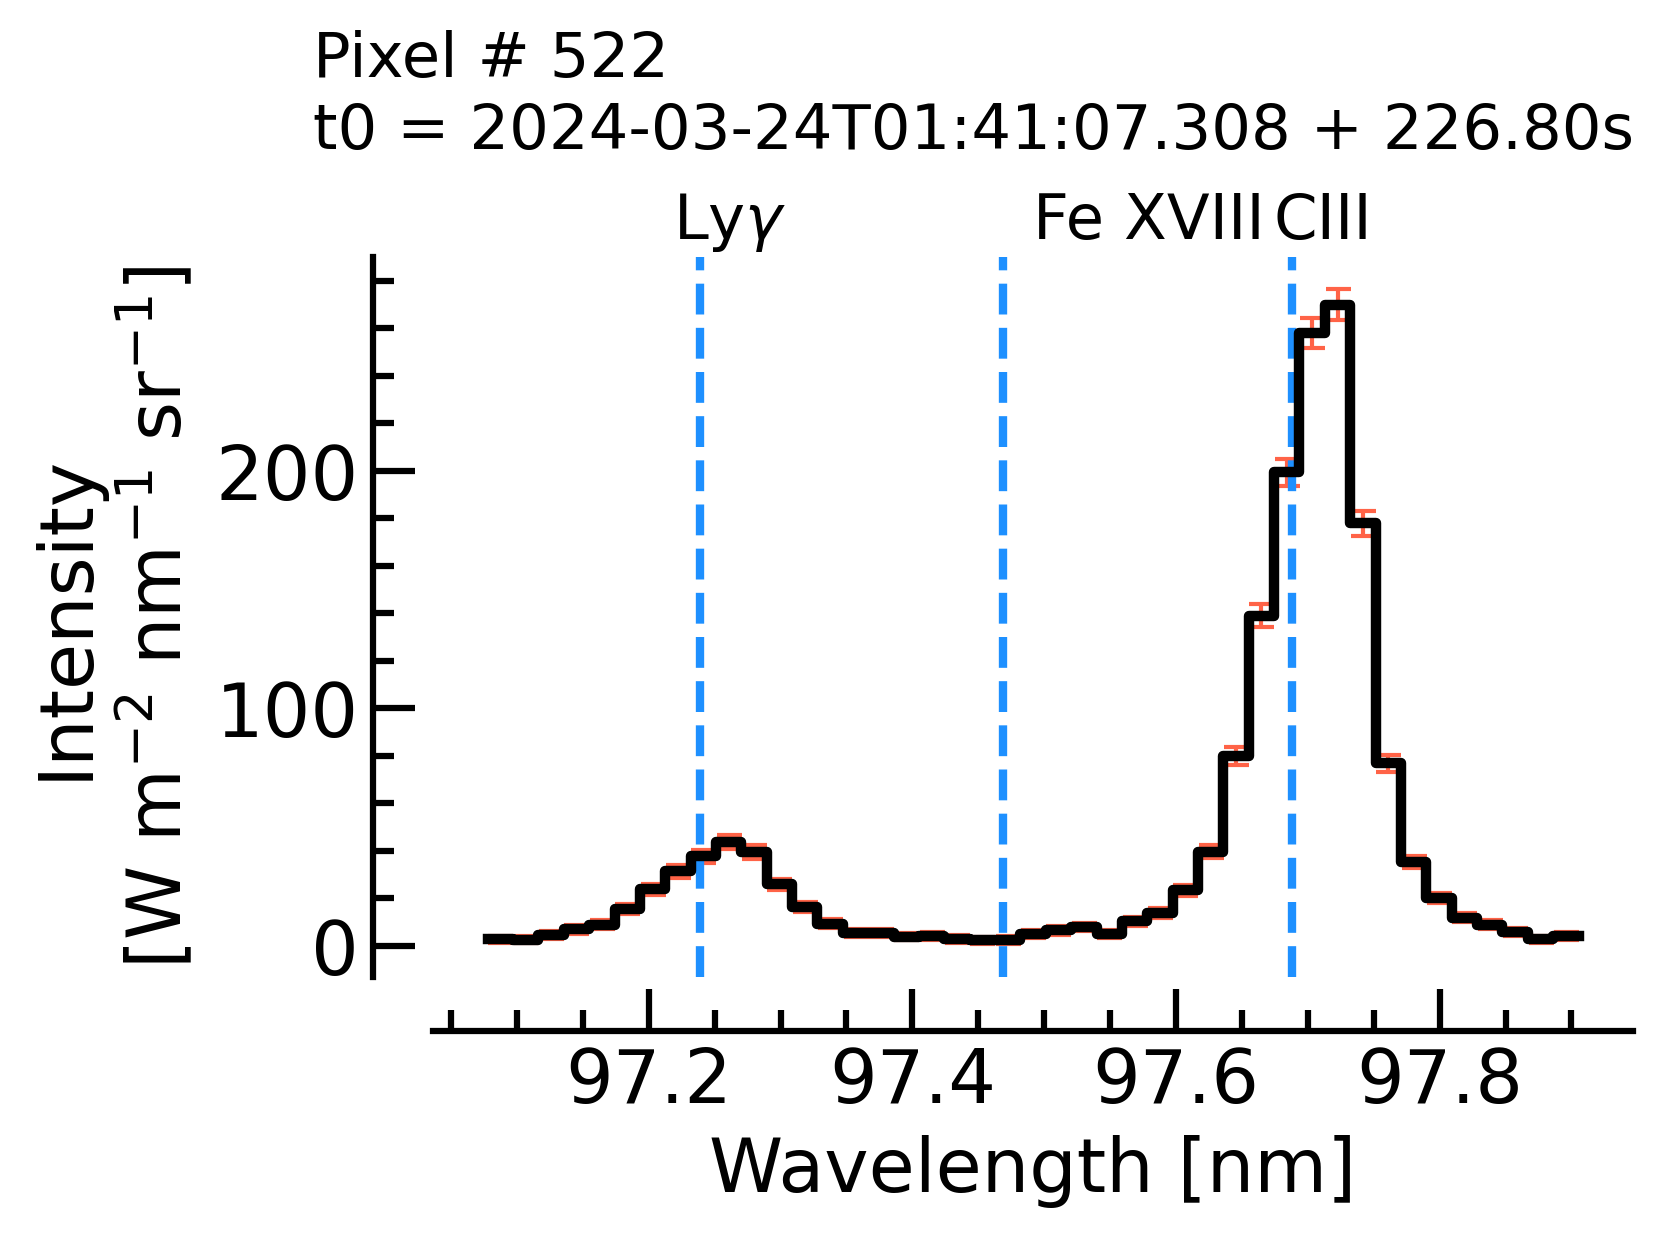 Pixel # 522
t0 = 2024-03-24T01:41:07.308 + 226.80s
Lyγ
Fe XVIII
CIII
Intensity
[W m⁻² nm⁻¹ sr⁻¹]
200
100
0
97.2
97.4
97.6
97.8
Wavelength [nm]